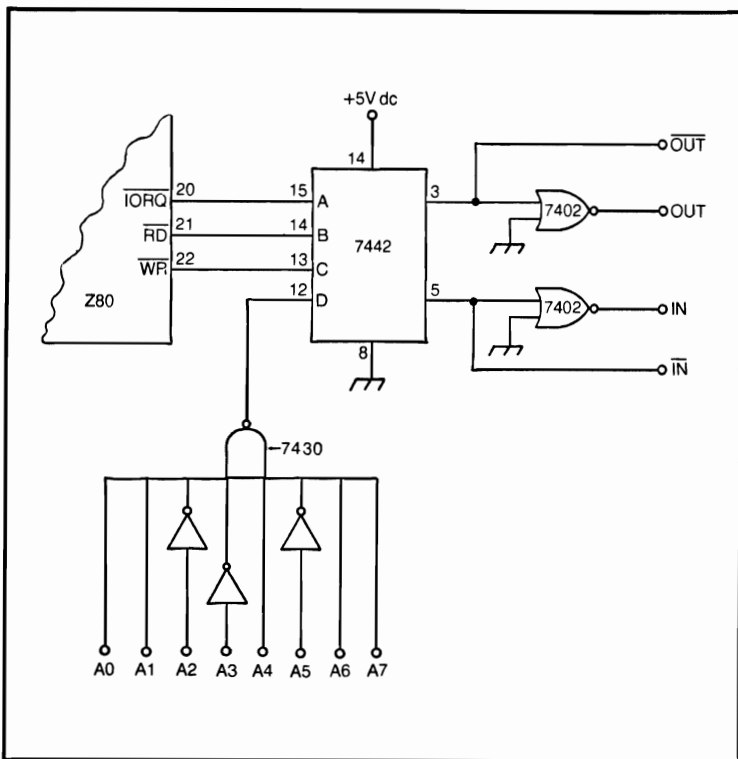 +5V dc
14
IORQ 20
15 A
RD 21
14 B
WR 22
13 C
12 D
Z80
7442
3
5
8
OUT
7402
OUT
7402
IN
IN
7430
A0 A1 A2 A3 A4 A5 A6 A7